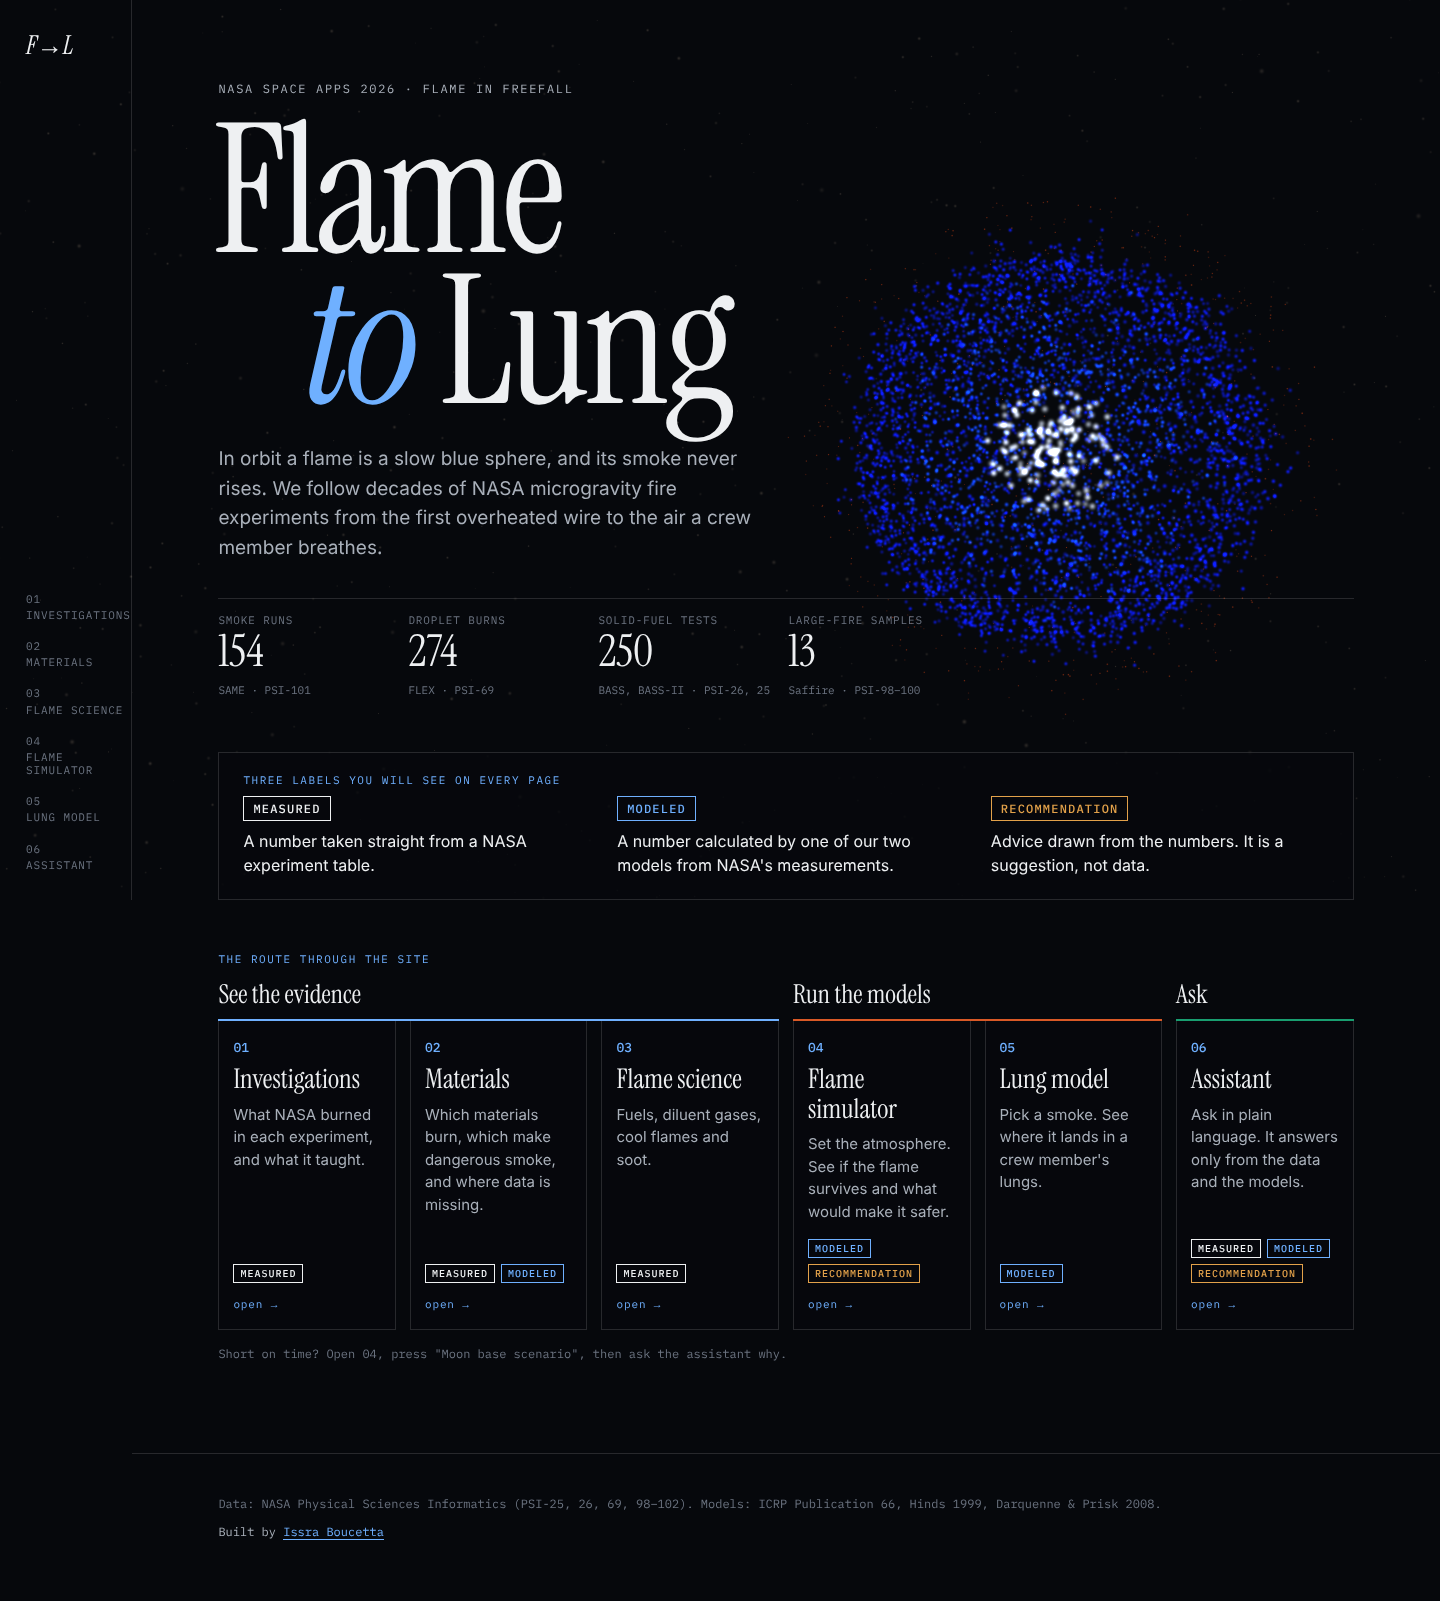 F→L
NASA SPACE APPS 2026 · FLAME IN FREEFALL
Flame
to Lung
In orbit a flame is a slow blue sphere, and its smoke never
rises. We follow decades of NASA microgravity fire
experiments from the first overheated wire to the air a crew
member breathes.
01
INVESTIGATIONS
02
MATERIALS
03
FLAME SCIENCE
04
FLAME
SIMULATOR
05
LUNG MODEL
06
ASSISTANT
SMOKE RUNS
154
SAME · PSI-101
DROPLET BURNS
274
FLEX · PSI-69
SOLID-FUEL TESTS
250
BASS, BASS-II · PSI-26, 25
LARGE-FIRE SAMPLES
13
Saffire · PSI-98–100
THREE LABELS YOU WILL SEE ON EVERY PAGE
MEASURED
A number taken straight from a NASA
experiment table.
MODELED
A number calculated by one of our two
models from NASA's measurements.
RECOMMENDATION
Advice drawn from the numbers. It is a
suggestion, not data.
THE ROUTE THROUGH THE SITE
See the evidence
01
Investigations
What NASA burned
in each experiment,
and what it taught.
MEASURED
open →
02
Materials
Which materials
burn, which make
dangerous smoke,
and where data is
missing.
MEASURED MODELED
open →
03
Flame science
Fuels, diluent gases,
cool flames and
soot.
MEASURED
open →
Run the models
04
Flame
simulator
Set the atmosphere.
See if the flame
survives and what
would make it safer.
MODELED
RECOMMENDATION
open →
05
Lung model
Pick a smoke. See
where it lands in a
crew member's
lungs.
MODELED
open →
Ask
06
Assistant
Ask in plain
language. It answers
only from the data
and the models.
MEASURED MODELED
RECOMMENDATION
open →
Short on time? Open 04, press "Moon base scenario", then ask the assistant why.
Data: NASA Physical Sciences Informatics (PSI-25, 26, 69, 98–102). Models: ICRP Publication 66, Hinds 1999, Darquenne & Prisk 2008.
Built by Issra Boucetta